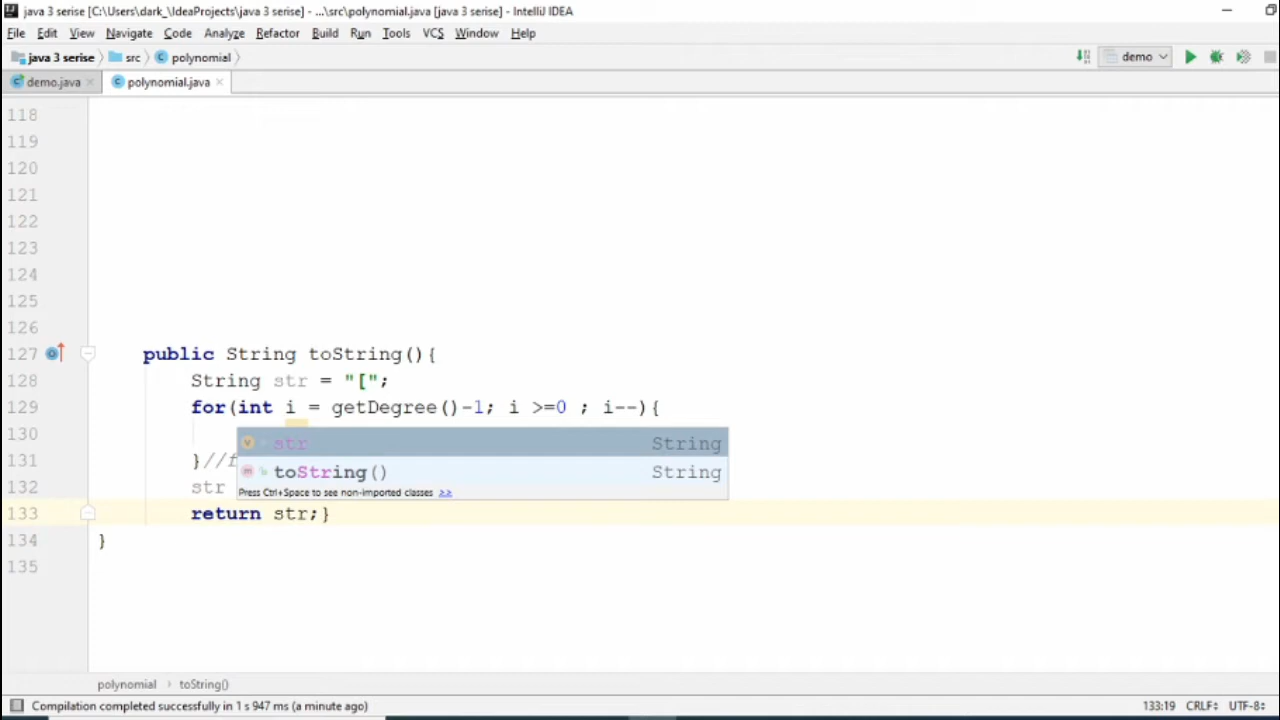 java 3 serise [C:\Users\dark_\IdeaProjects\java 3 serise] - ...\src\polynomial.java [java 3 serise] - IntelliJ IDEA
File Edit View Navigate Code Analyze Refactor Build Run Tools VCS Window Help
java 3 serise src polynomial demo
demo.java polynomial.java
118
119
120
121
122
123
124
125
126
127 public String toString(){
128 String str = "[";
129 for(int i = getDegree()-1; i >=0 ; i--){
130 str String
131 }//f
toString() String
132 str
Press Ctrl+Space to see non-imported classes >>
133 return str;}
134 }
135
polynomial › toString()
Compilation completed successfully in 1 s 947 ms (a minute ago) 133:19 CRLF UTF-8